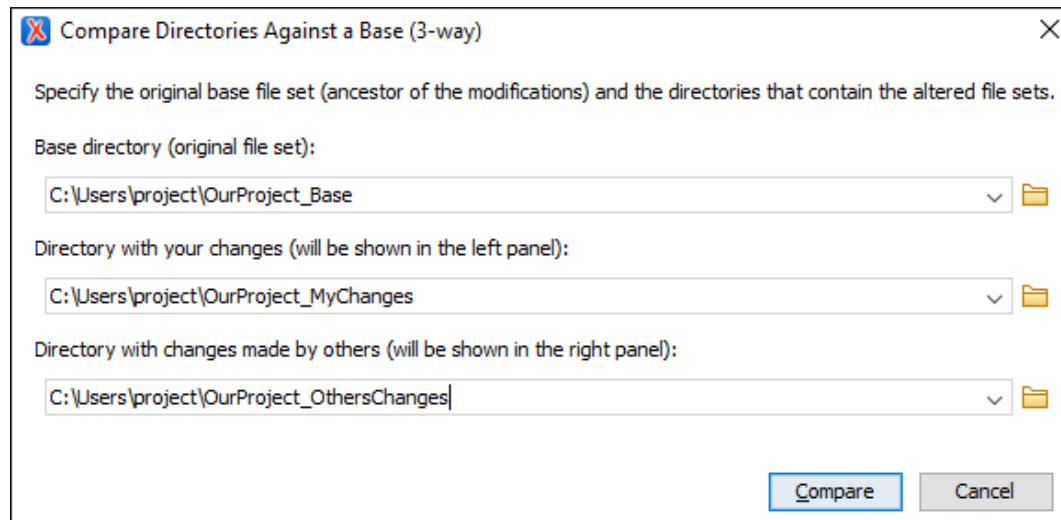 Compare Directories Against a Base (3-way)
Specify the original base file set (ancestor of the modifications) and the directories that contain the altered file sets.
Base directory (original file set):
C:\Users\project\OurProject_Base
Directory with your changes (will be shown in the left panel):
C:\Users\project\OurProject_MyChanges
Directory with changes made by others (will be shown in the right panel):
C:\Users\project\OurProject_OthersChanges
Compare Cancel